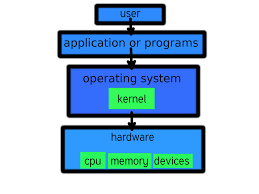 user
application or programs
operating system
kernel
hardware
cpu memory devices